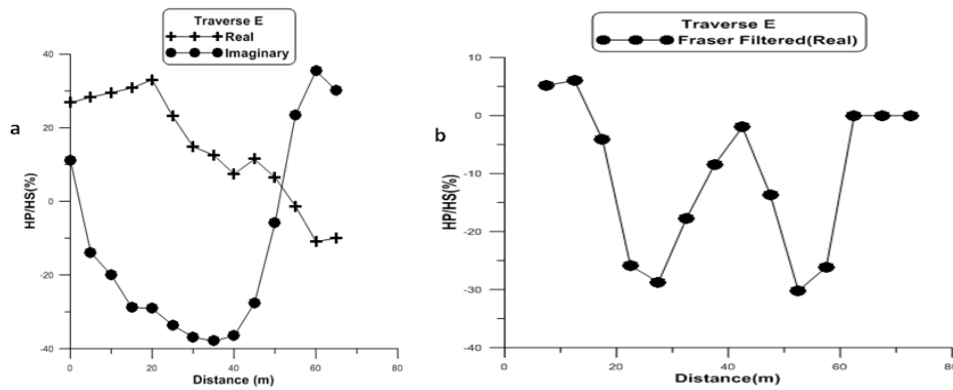 Traverse E
Real
Imaginary
40
20
0
-20
-40
HP/HS(%)
a
0
20
40
60
80
Distance (m)
Traverse E
Fraser Filtered(Real)
10
0
-10
-20
-30
-40
HP/HS(%)
b
0
20
40
60
80
Distance(m)